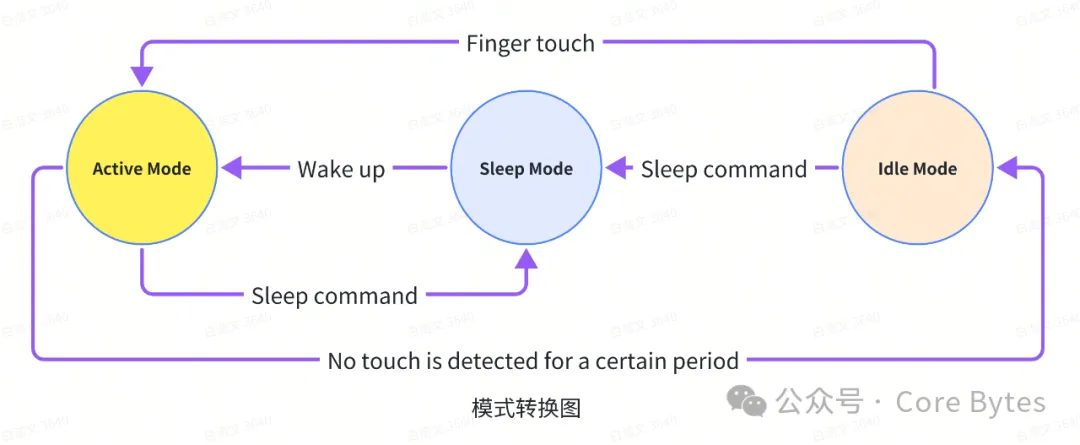 Finger touch
Active Mode
Wake up
Sleep Mode
Sleep command
Idle Mode
Sleep command
No touch is detected for a certain period
模式转换图
公众号 · Core Bytes